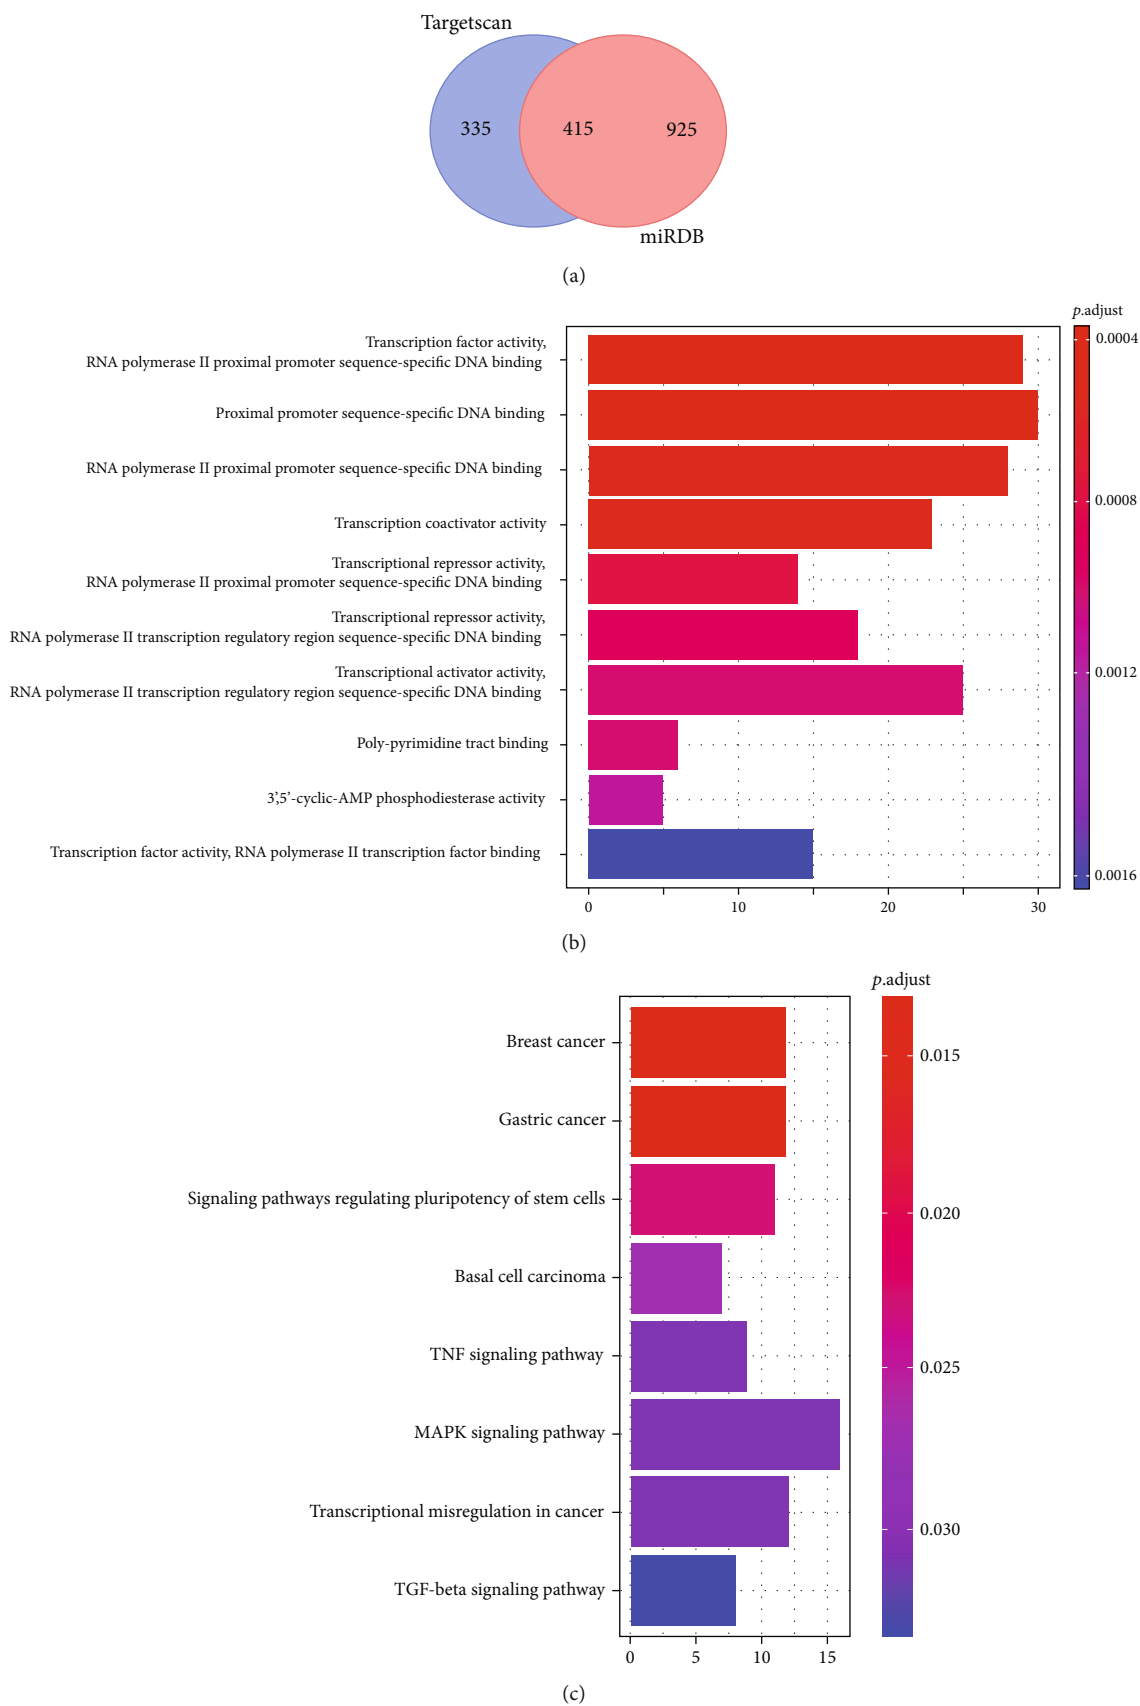 Targetscan
335
415
925
miRDB
(a)
p.adjust
Transcription factor activity,
RNA polymerase II proximal promoter sequence-specific DNA binding
Proximal promoter sequence-specific DNA binding
RNA polymerase II proximal promoter sequence-specific DNA binding
Transcription coactivator activity
Transcriptional repressor activity,
RNA polymerase II proximal promoter sequence-specific DNA binding
Transcriptional repressor activity,
RNA polymerase II transcription regulatory region sequence-specific DNA binding
Transcriptional activator activity,
RNA polymerase II transcription regulatory region sequence-specific DNA binding
Poly-pyrimidine tract binding
3',5'-cyclic-AMP phosphodiesterase activity
Transcription factor activity, RNA polymerase II transcription factor binding
0.0004
0.0008
0.0012
0.0016
0
10
20
30
(b)
p.adjust
Breast cancer
Gastric cancer
Signaling pathways regulating pluripotency of stem cells
Basal cell carcinoma
TNF signaling pathway
MAPK signaling pathway
Transcriptional misregulation in cancer
TGF-beta signaling pathway
0.015
0.020
0.025
0.030
0
5
10
15
(c)